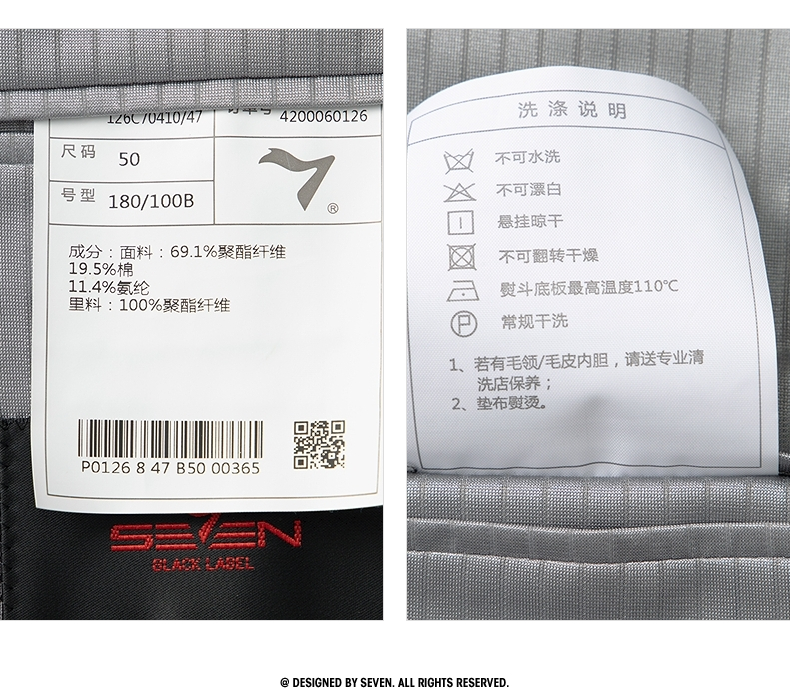 126C70410/47
订单号
4200060126
尺码
50
号型
180/100B
®
成分：面料：69.1%聚酯纤维
19.5%棉
11.4%氨纶
里料：100%聚酯纤维
P0126 8 47 B50 00365
SEVEN
BLACK LABEL
洗涤说明
不可水洗
不可漂白
悬挂晾干
不可翻转干燥
熨斗底板最高温度110℃
P
常规干洗
1、若有毛领/毛皮内胆，请送专业清
洗店保养；
2、垫布熨烫。
@ DESIGNED BY SEVEN. ALL RIGHTS RESERVED.